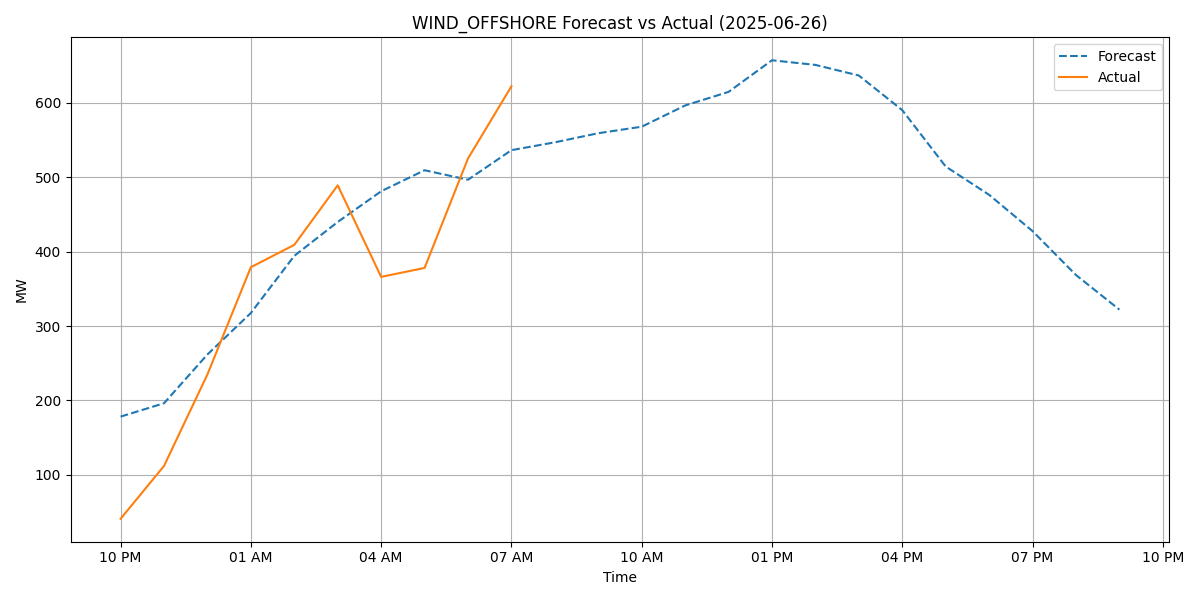 WIND_OFFSHORE Forecast vs Actual (2025-06-26)
Forecast
Actual
600
500
400
300
200
100
MW
10 PM 01 AM 04 AM 07 AM 10 AM 01 PM 04 PM 07 PM 10 PM
Time